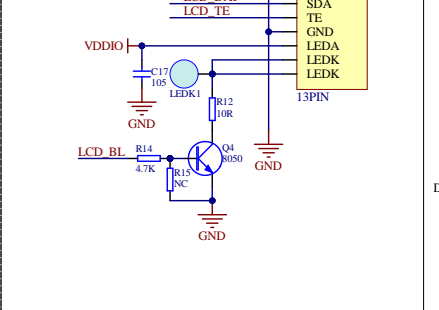 SDA
LCD_TE
TE
GND
VDDIO
LEDA
LEDK
C17
105
LEDK
LEDK1
13PIN
R12
10R
GND
LCD_BL
R14
Q4
8050
4.7K
R15
NC
GND
GND